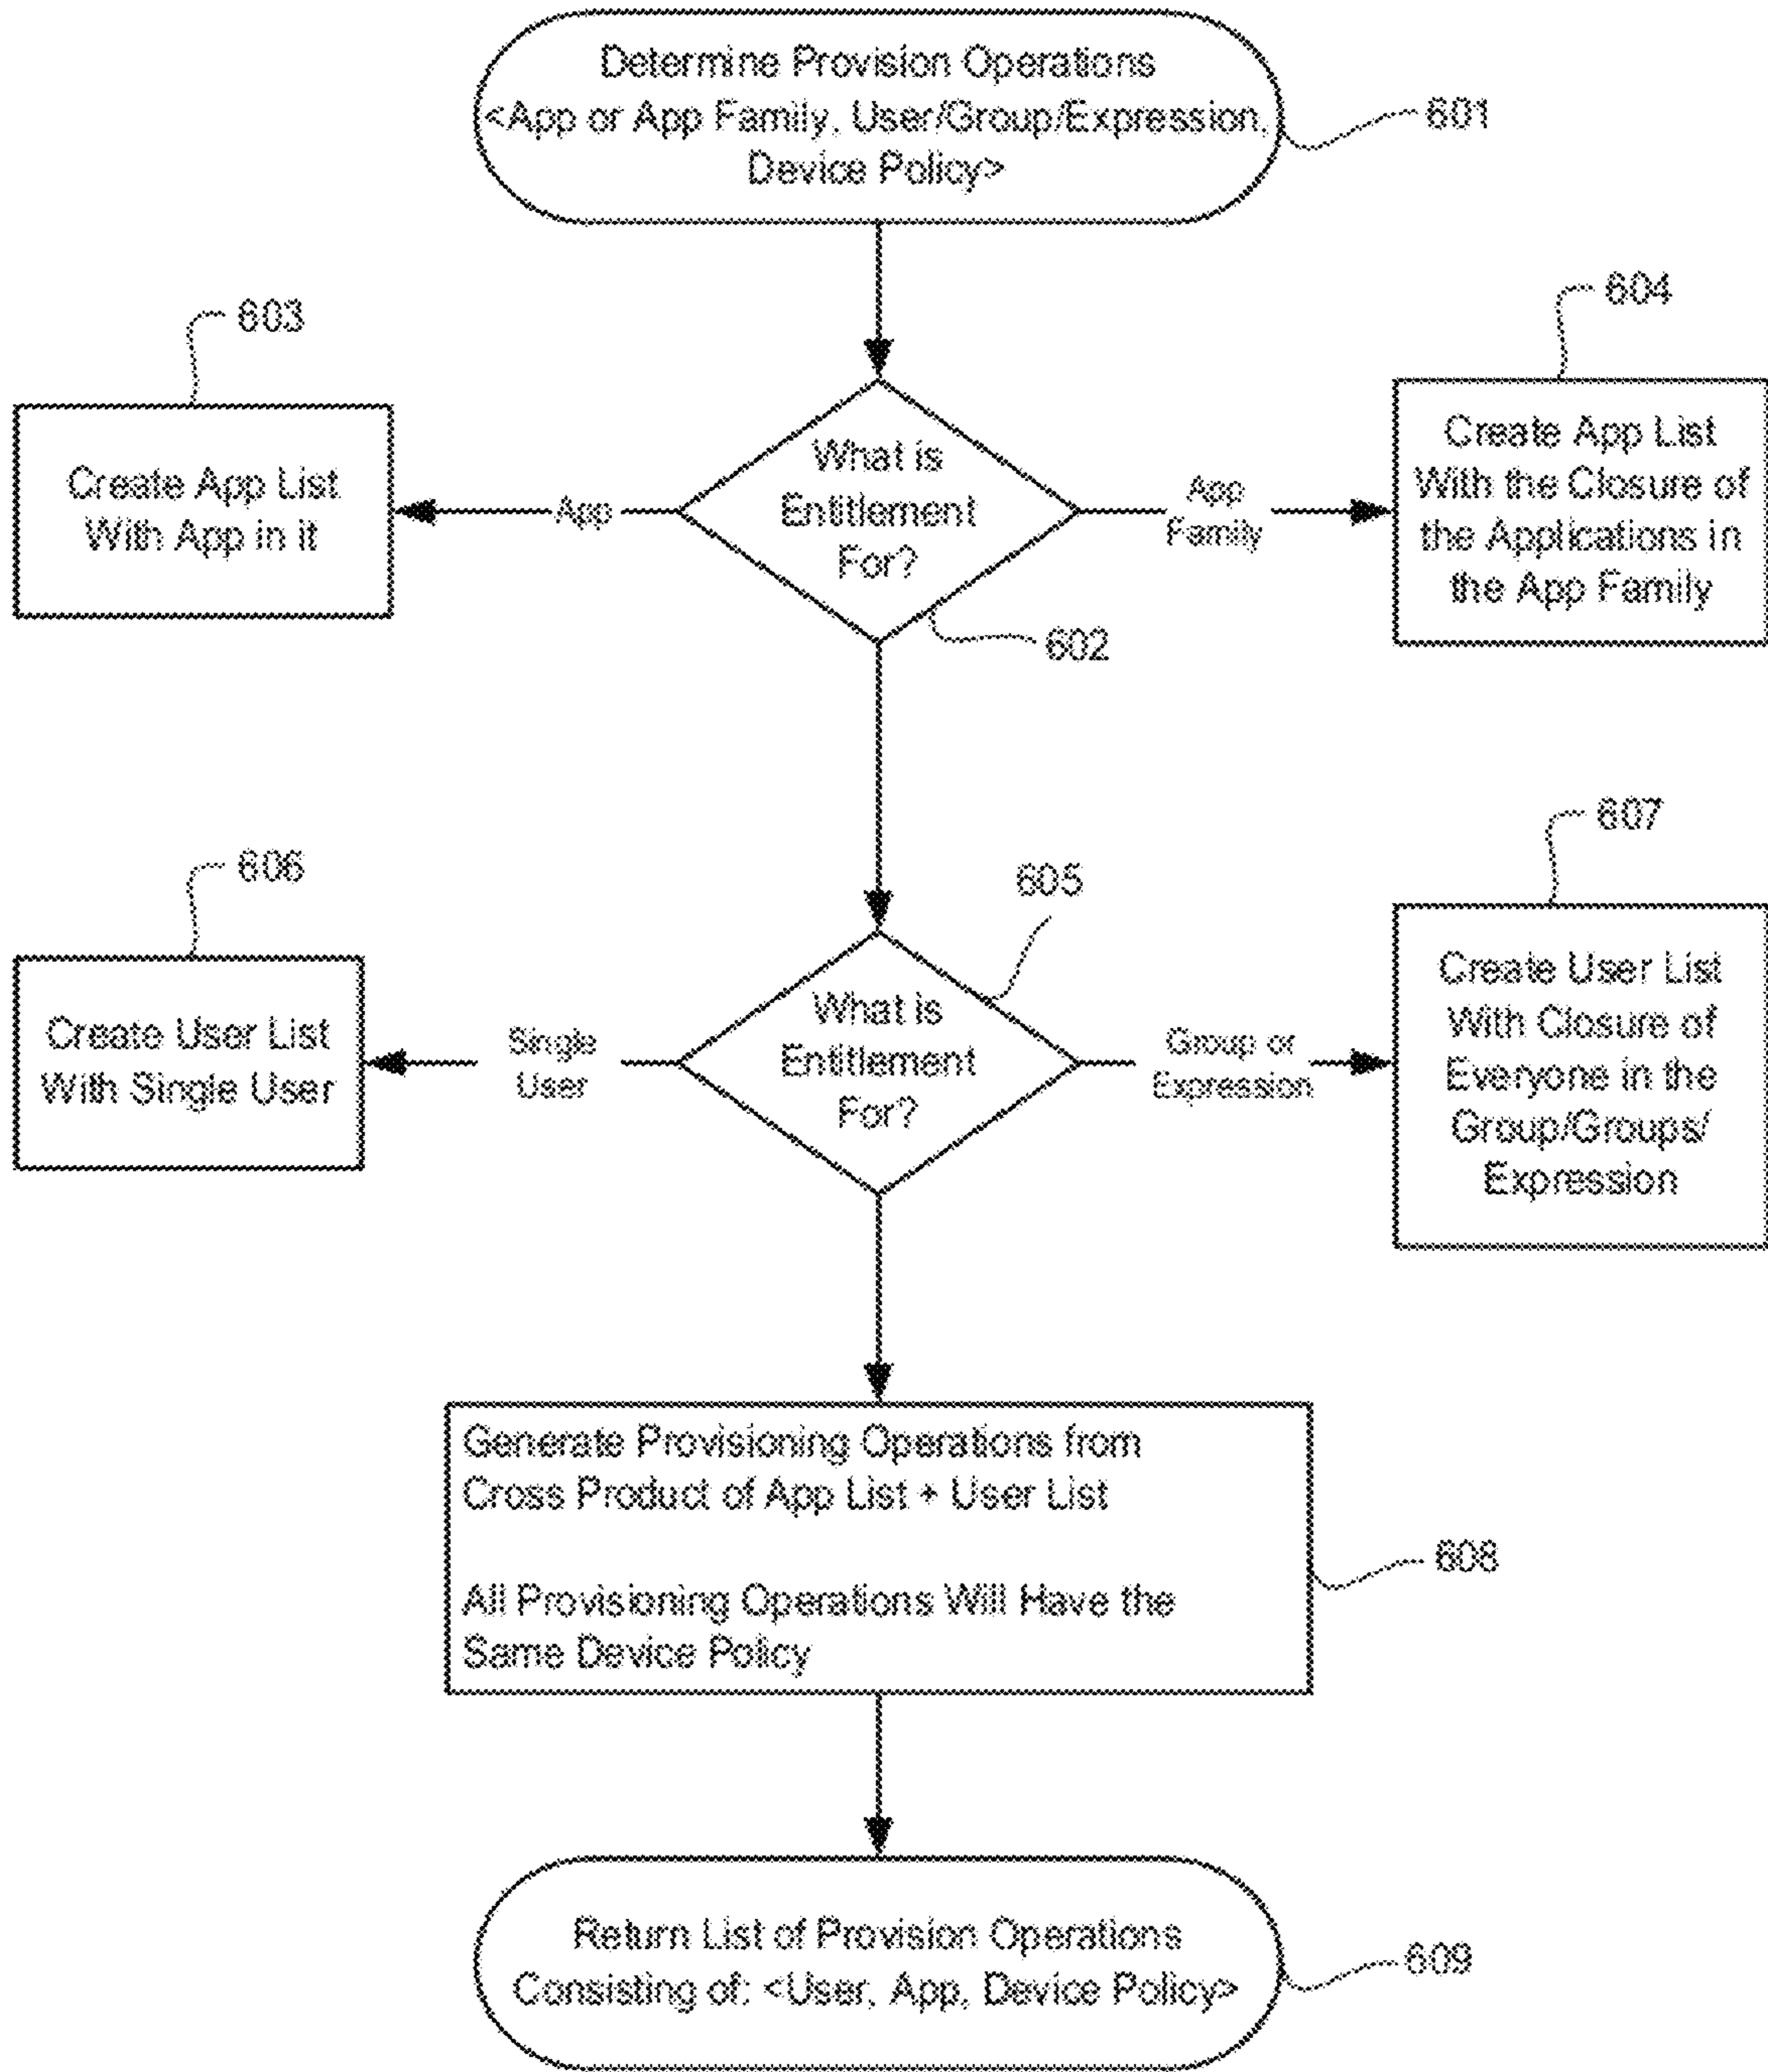 Determine Provision Operations
<App or App Family, User/Group/Expression,
Device Policy>
601
603
604
Create App List
With App in it
App
What is
Entitlement
For?
App
Family
Create App List
With the Closure of
the Applications in
the App Family
602
606
605
607
Create User List
With Single User
Single
User
What is
Entitlement
For?
Group or
Expression
Create User List
With Closure of
Everyone in the
Group/Groups/
Expression
Generate Provisioning Operations from
Cross Product of App List + User List
All Provisioning Operations Will Have the
Same Device Policy
608
Return List of Provision Operations
Consisting of: <User, App, Device Policy>
609